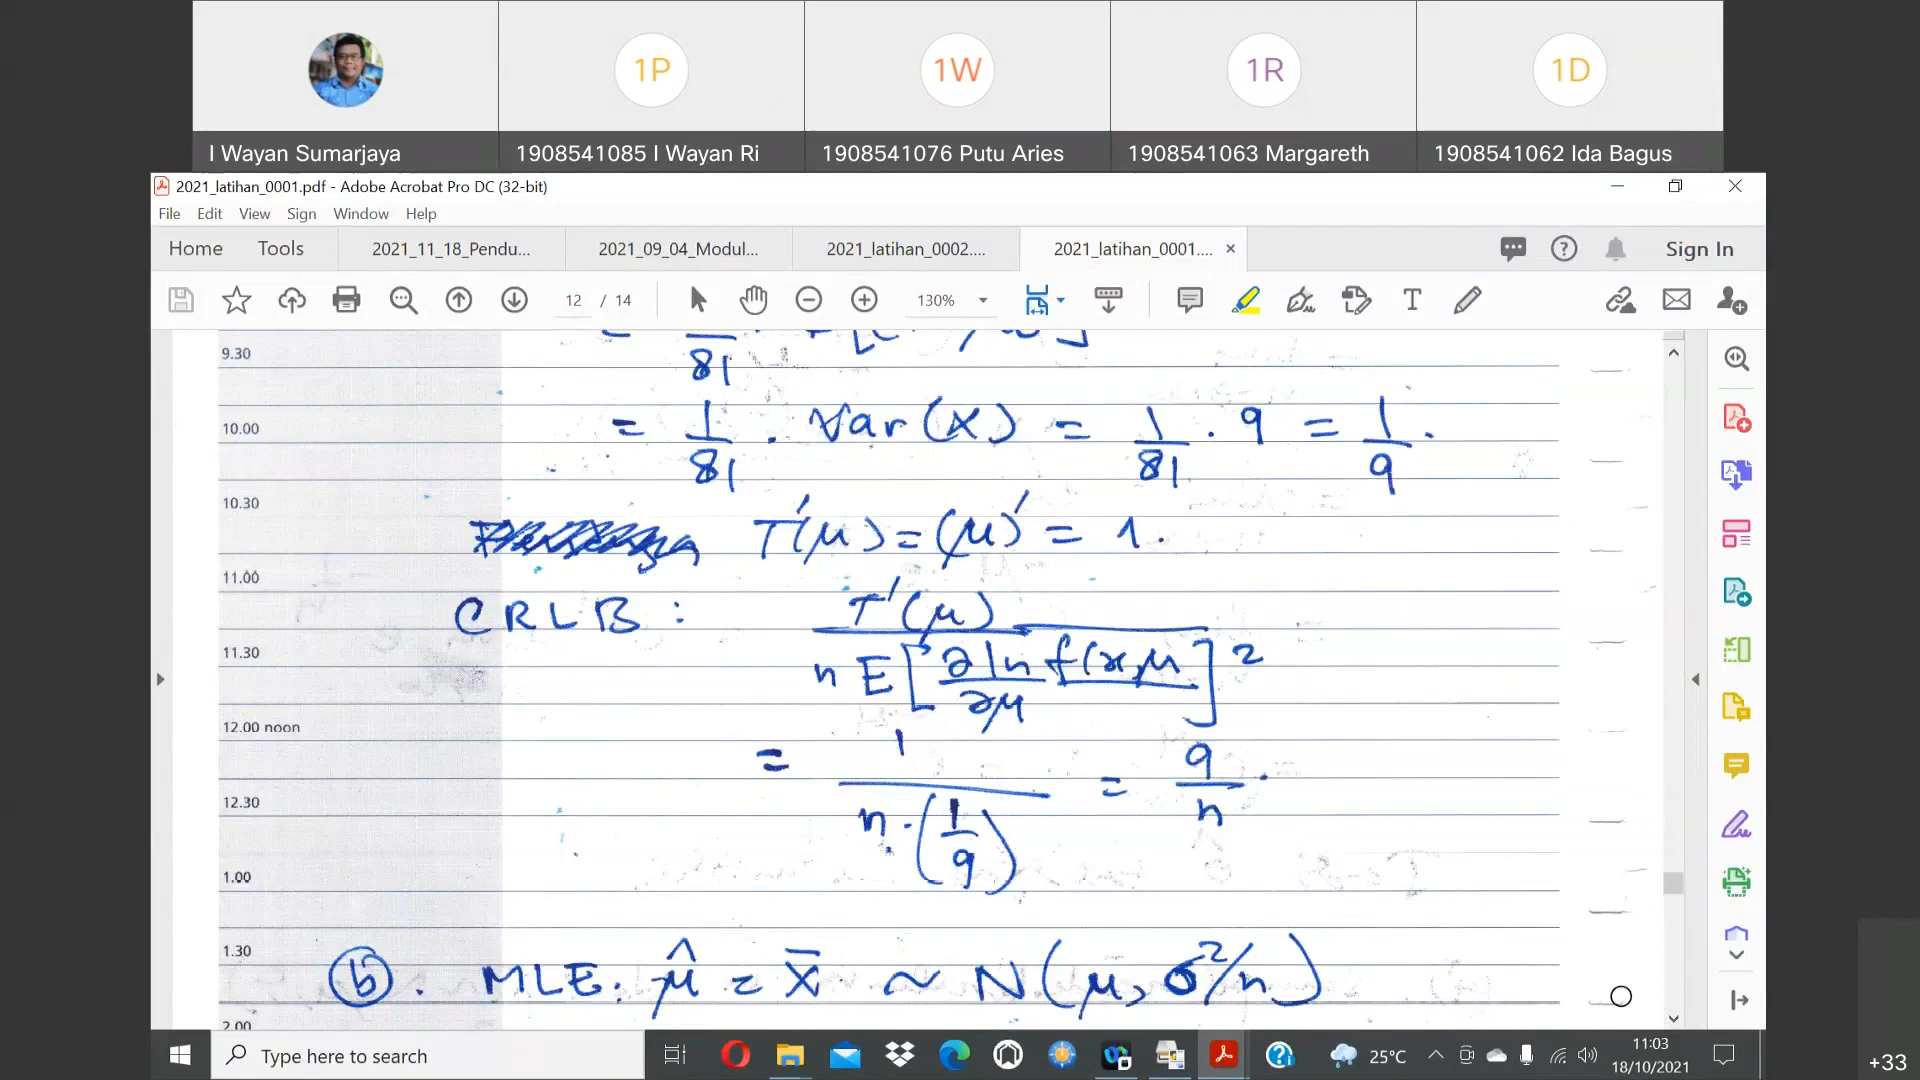 1P
1W
1R
1D
I Wayan Sumarjaya
1908541085 I Wayan Ri
1908541076 Putu Aries
1908541063 Margareth
1908541062 Ida Bagus
2021_latihan_0001.pdf - Adobe Acrobat Pro DC (32-bit)
File Edit View Sign Window Help
Home Tools 2021_11_18_Pendu... 2021_09_04_Modul... 2021_latihan_0002.... 2021_latihan_0001.... × Sign In
12 / 14 130%
9.30
81
10.00 = 1/81 . Var(X) = 1/81 . 9 = 1/9 .
10.30 T'(μ) = (μ)' = 1.
11.00 CRLB : T'(μ)
11.30 n E[∂ ln f(x,μ / ∂μ]2
12.00 noon = 1
12.30 n . (1/9) = 9/n .
1.00
1.30 (b). MLE: μ̂ = X̄ ~ N(μ, σ²/n)
2.00
Type here to search
25°C
11:03
18/10/2021
+33